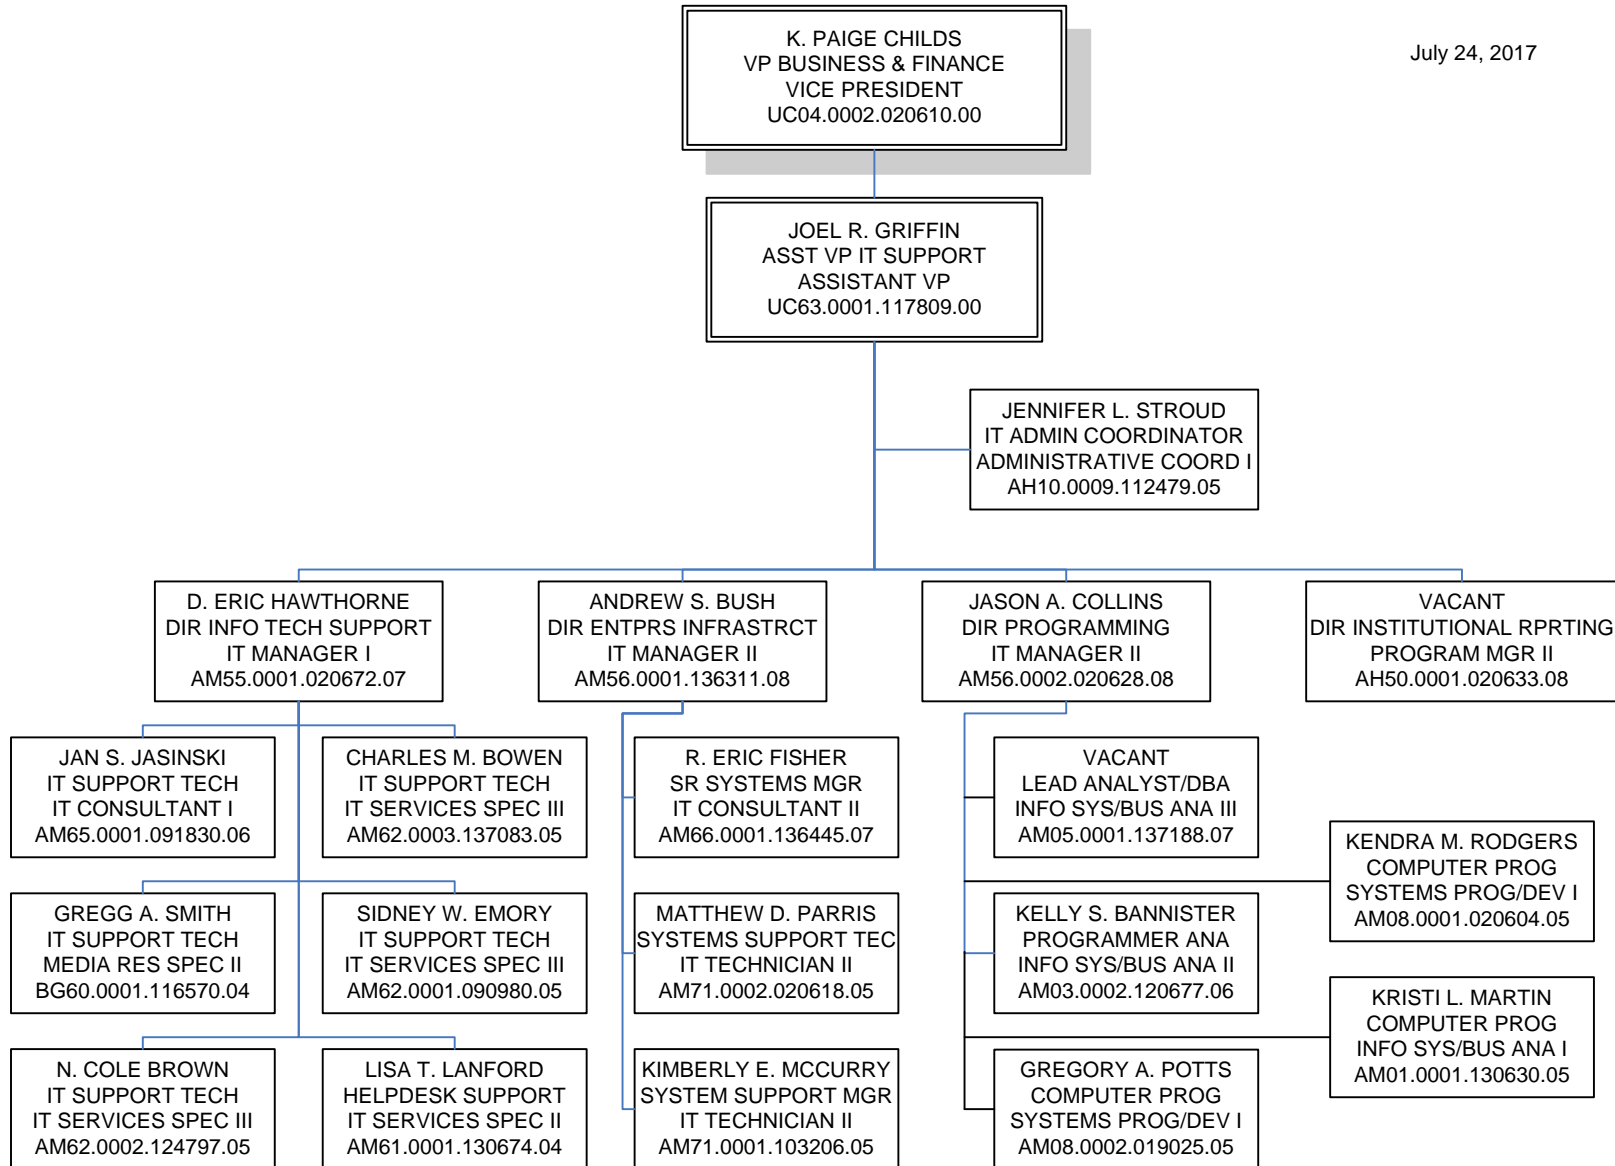 July 24, 2017
K. PAIGE CHILDS
VP BUSINESS & FINANCE
VICE PRESIDENT
UC04.0002.020610.00
JOEL R. GRIFFIN
ASST VP IT SUPPORT
ASSISTANT VP
UC63.0001.117809.00
JENNIFER L. STROUD
IT ADMIN COORDINATOR
ADMINISTRATIVE COORD I
AH10.0009.112479.05
D. ERIC HAWTHORNE
DIR INFO TECH SUPPORT
IT MANAGER I
AM55.0001.020672.07
ANDREW S. BUSH
DIR ENTPRS INFRASTRCT
IT MANAGER II
AM56.0001.136311.08
JASON A. COLLINS
DIR PROGRAMMING
IT MANAGER II
AM56.0002.020628.08
VACANT
DIR INSTITUTIONAL RPRTING
PROGRAM MGR II
AH50.0001.020633.08
JAN S. JASINSKI
IT SUPPORT TECH
IT CONSULTANT I
AM65.0001.091830.06
CHARLES M. BOWEN
IT SUPPORT TECH
IT SERVICES SPEC III
AM62.0003.137083.05
R. ERIC FISHER
SR SYSTEMS MGR
IT CONSULTANT II
AM66.0001.136445.07
VACANT
LEAD ANALYST/DBA
INFO SYS/BUS ANA III
AM05.0001.137188.07
KENDRA M. RODGERS
COMPUTER PROG
SYSTEMS PROG/DEV I
AM08.0001.020604.05
GREGG A. SMITH
IT SUPPORT TECH
MEDIA RES SPEC II
BG60.0001.116570.04
SIDNEY W. EMORY
IT SUPPORT TECH
IT SERVICES SPEC III
AM62.0001.090980.05
MATTHEW D. PARRIS
SYSTEMS SUPPORT TEC
IT TECHNICIAN II
AM71.0002.020618.05
KELLY S. BANNISTER
PROGRAMMER ANA
INFO SYS/BUS ANA II
AM03.0002.120677.06
KRISTI L. MARTIN
COMPUTER PROG
INFO SYS/BUS ANA I
AM01.0001.130630.05
N. COLE BROWN
IT SUPPORT TECH
IT SERVICES SPEC III
AM62.0002.124797.05
LISA T. LANFORD
HELPDESK SUPPORT
IT SERVICES SPEC II
AM61.0001.130674.04
KIMBERLY E. MCCURRY
SYSTEM SUPPORT MGR
IT TECHNICIAN II
AM71.0001.103206.05
GREGORY A. POTTS
COMPUTER PROG
SYSTEMS PROG/DEV I
AM08.0002.019025.05